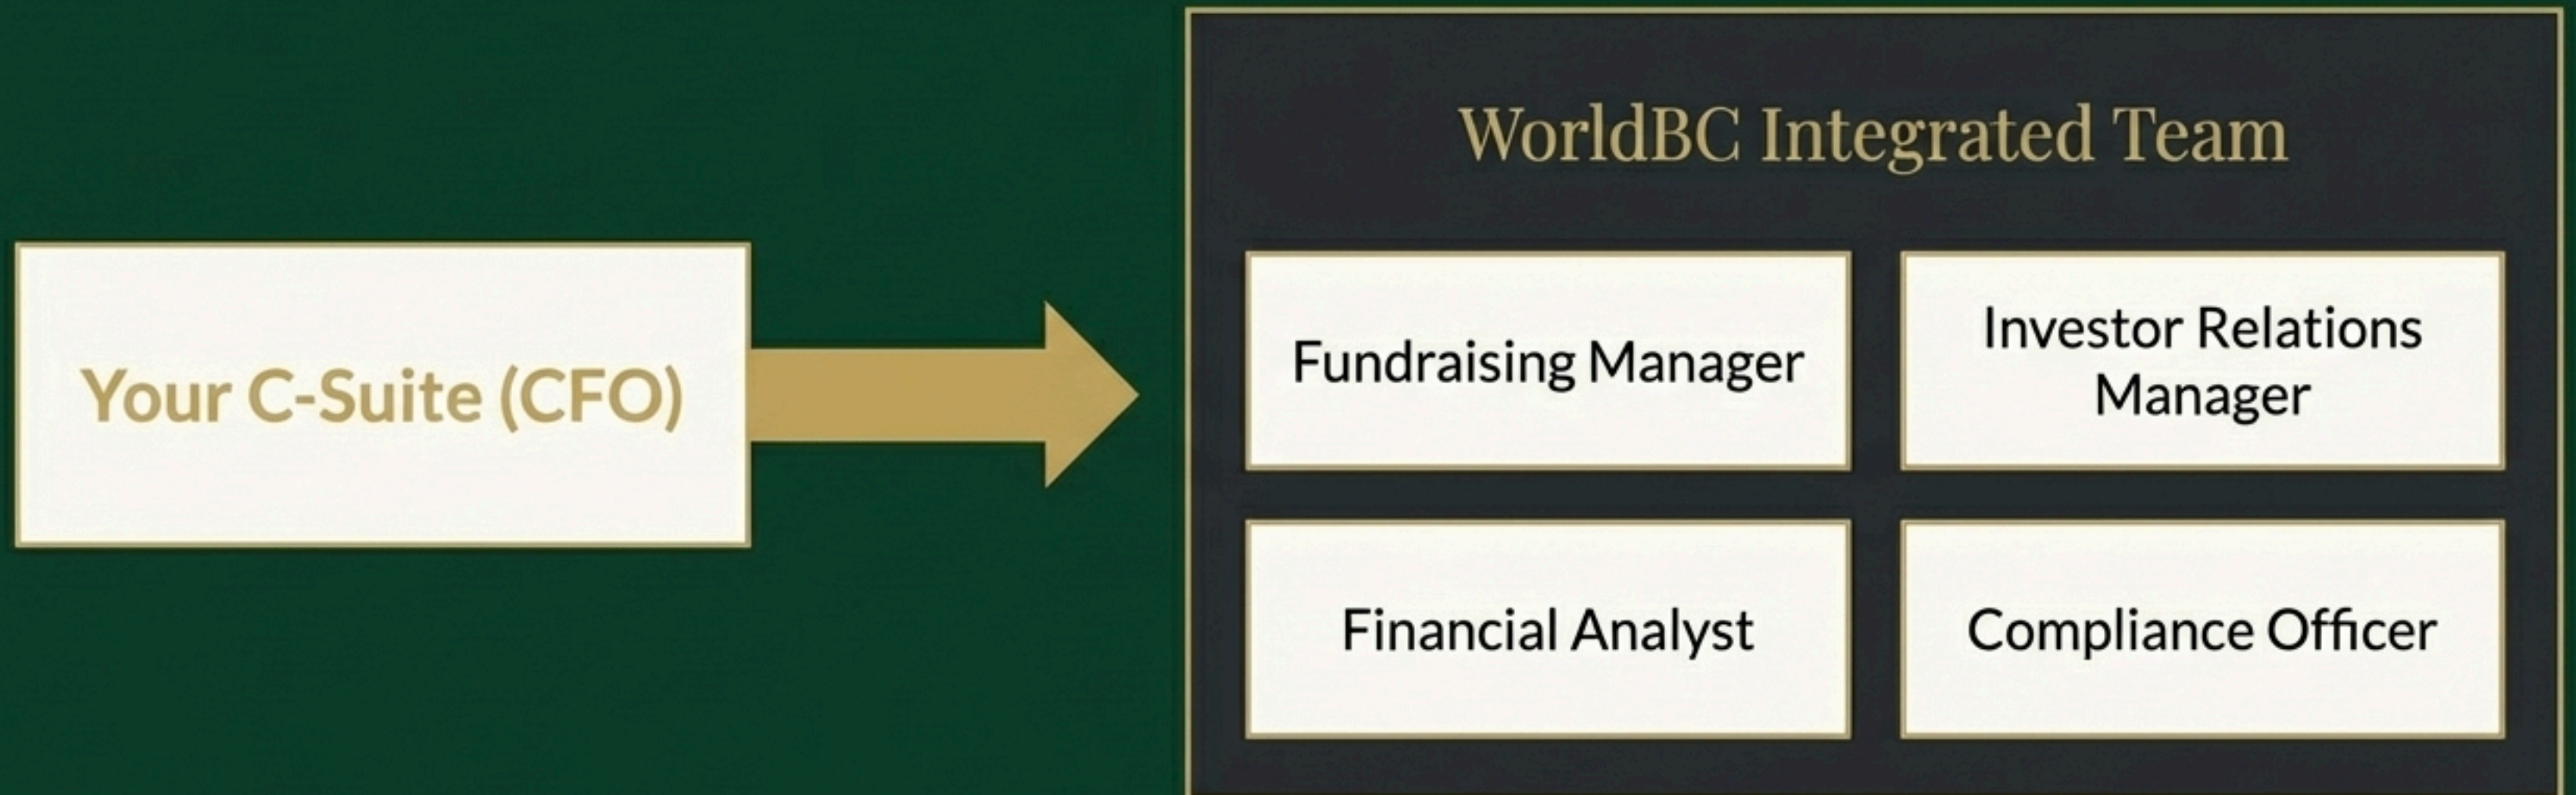 Your C-Suite (CFO)
WorldBC Integrated Team
Fundraising Manager
Investor Relations
Manager
Financial Analyst
Compliance Officer